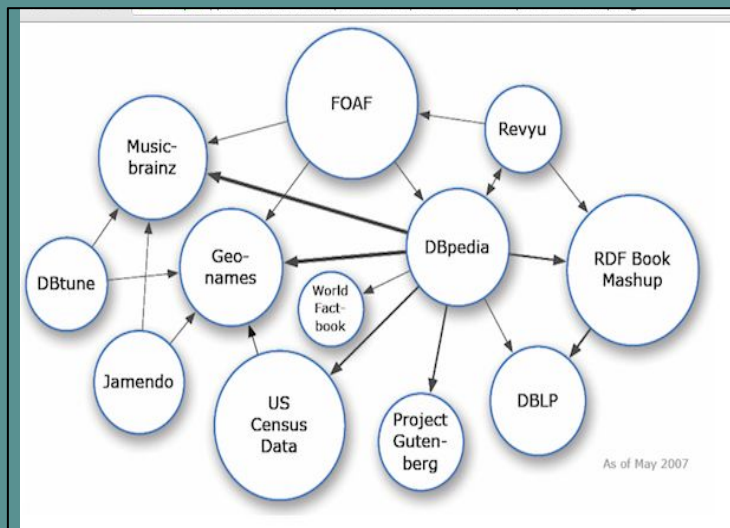 FOAF
Revyu
Music-
brainz
DBpedia
Geo-
names
RDF Book
Mashup
DBtune
World
Fact-
book
Jamendo
US
Census
Data
Project
Guten-
berg
DBLP
As of May 2007